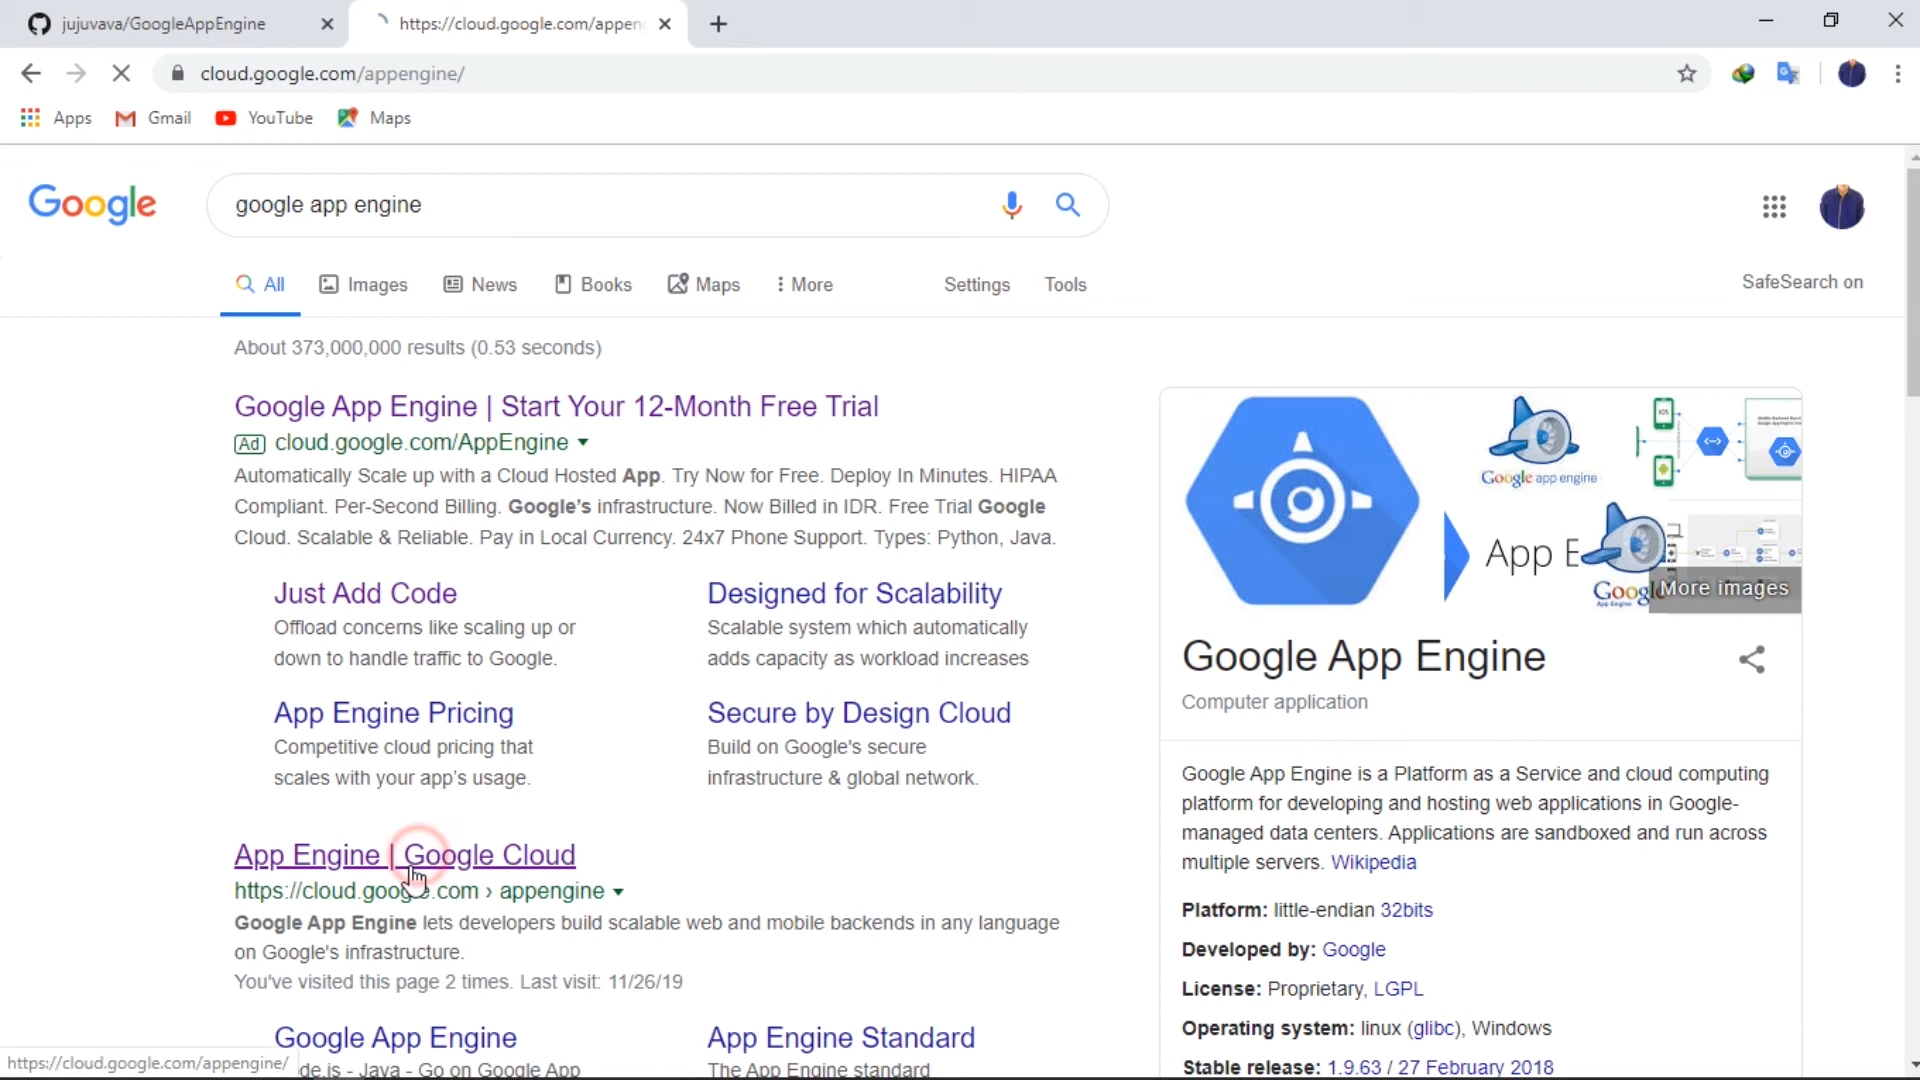 jujuvava/GoogleAppEngine
https://cloud.google.com/appen
cloud.google.com/appengine/
Apps
Gmail
YouTube
Maps
Google
google app engine
All
Images
News
Books
Maps
More
Settings
Tools
SafeSearch on
About 373,000,000 results (0.53 seconds)
Google App Engine | Start Your 12-Month Free Trial
Ad cloud.google.com/AppEngine
Automatically Scale up with a Cloud Hosted App. Try Now for Free. Deploy In Minutes. HIPAA
Compliant. Per-Second Billing. Google's infrastructure. Now Billed in IDR. Free Trial Google
Cloud. Scalable & Reliable. Pay in Local Currency. 24x7 Phone Support. Types: Python, Java.
Just Add Code
Offload concerns like scaling up or
down to handle traffic to Google.
Designed for Scalability
Scalable system which automatically
adds capacity as workload increases
App Engine Pricing
Competitive cloud pricing that
scales with your app's usage.
Secure by Design Cloud
Build on Google's secure
infrastructure & global network.
App Engine | Google Cloud
https://cloud.google.com › appengine
Google App Engine lets developers build scalable web and mobile backends in any language
on Google's infrastructure.
You've visited this page 2 times. Last visit: 11/26/19
Google App Engine
de.js - Java - Go on Google App
App Engine Standard
The App Engine standard
https://cloud.google.com/appengine/
Google app engine
iOS
App E
Googl
App Engine
More images
Google App Engine
Computer application
Google App Engine is a Platform as a Service and cloud computing
platform for developing and hosting web applications in Google-
managed data centers. Applications are sandboxed and run across
multiple servers. Wikipedia
Platform: little-endian 32bits
Developed by: Google
License: Proprietary, LGPL
Operating system: linux (glibc), Windows
Stable release: 1.9.63 / 27 February 2018